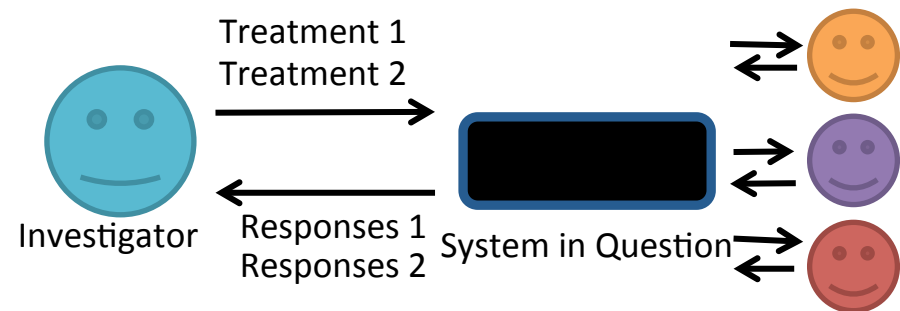 Treatment 1
Treatment 2
Investigator
Responses 1
Responses 2
System in Question